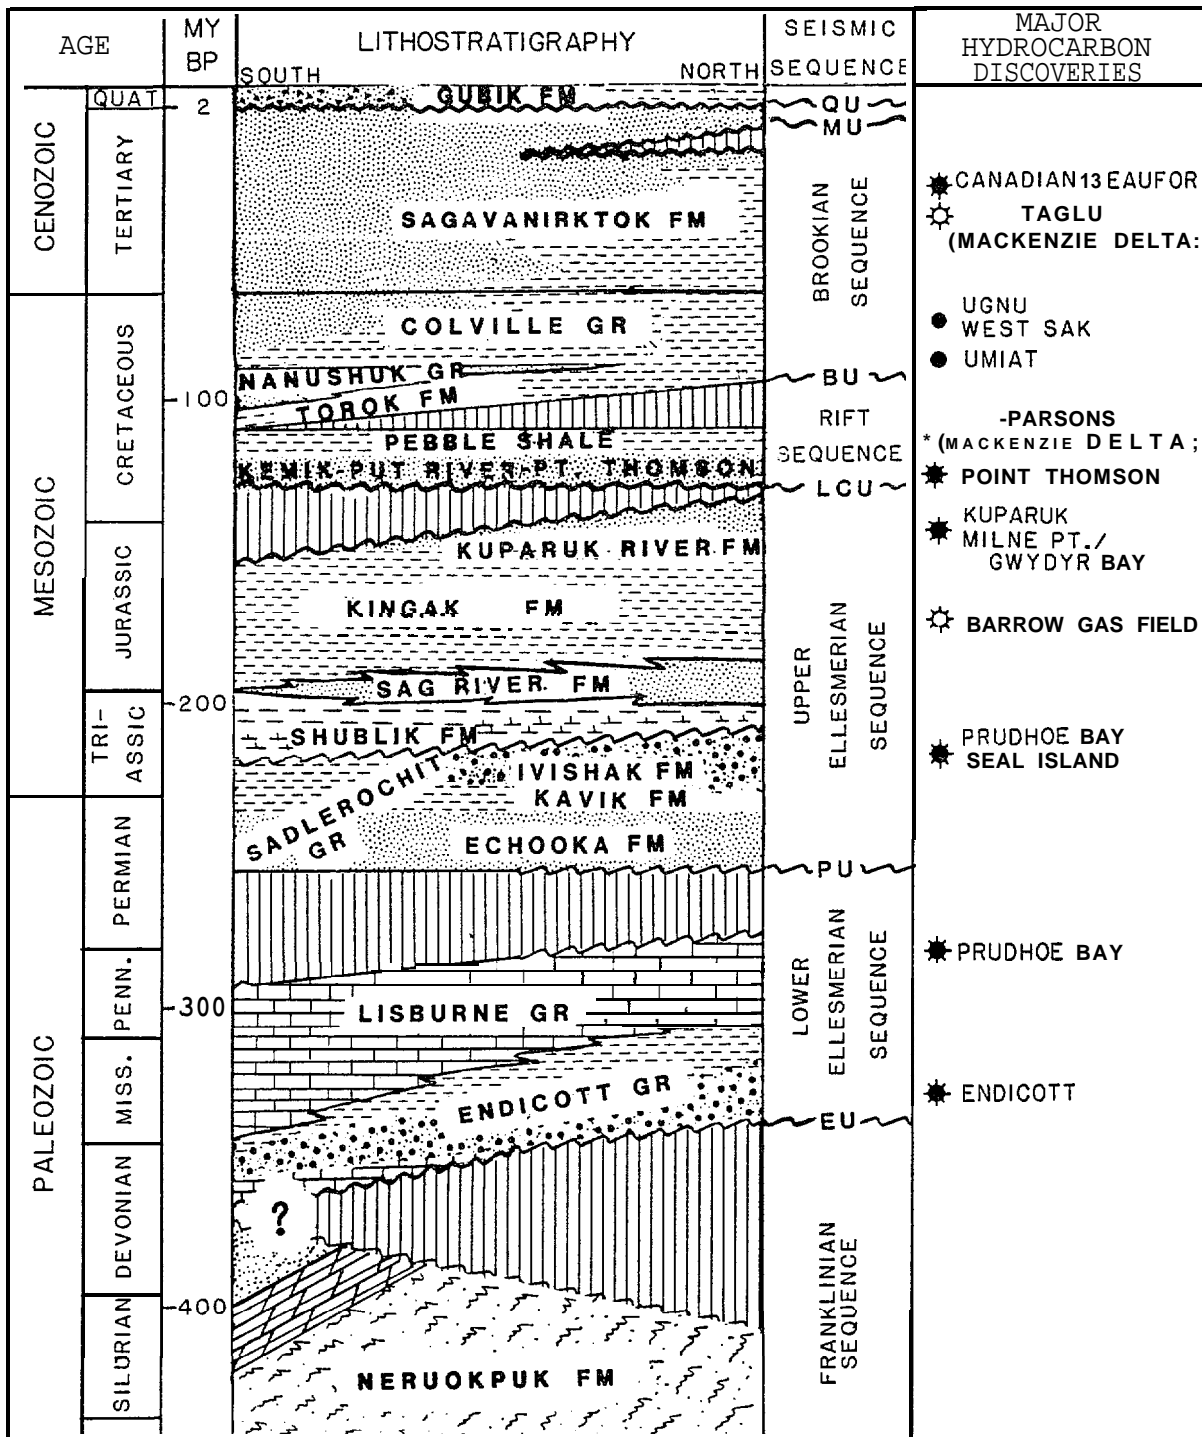 AGE
MY
BP
LITHOSTRATIGRAPHY
SOUTH
NORTH
SEISMIC
SEQUENCE
MAJOR
HYDROCARBON
DISCOVERIES
CENOZOIC
MESOZOIC
PALEOZOIC
QUAT
TERTIARY
CRETACEOUS
JURASSIC
TRI-
ASSIC
PERMIAN
PENN.
MISS.
DEVONIAN
SILURIAN
2
-100
-200
-300
-400
GUBIK FM
SAGAVANIRKTOK FM
COLVILLE GR
NANUSHUK GR
TOROK FM
PEBBLE SHALE
KEMIK-PUT RIVER-PT. THOMSON
KUPARUK RIVER FM
KINGAK FM
SAG RIVER FM
SHUBLIK FM
SADLEROCHIT
GR
IVISHAK FM
KAVIK FM
ECHOOKA FM
LISBURNE GR
ENDICOTT GR
?
NERUOKPUK FM
QU
MU
BROOKIAN
SEQUENCE
BU
RIFT
SEQUENCE
LCU
UPPER
ELLESMERIAN
SEQUENCE
PU
LOWER
ELLESMERIAN
SEQUENCE
EU
FRANKLINIAN
SEQUENCE
CANADIAN 13 EAUFOR
TAGLU
(MACKENZIE DELTA:
UGNU
WEST SAK
UMIAT
-PARSONS
* (MACKENZIE DELTA;
POINT THOMSON
KUPARUK
MILNE PT./
GWYDYR BAY
BARROW GAS FIELD
PRUDHOE BAY
SEAL ISLAND
PRUDHOE BAY
ENDICOTT